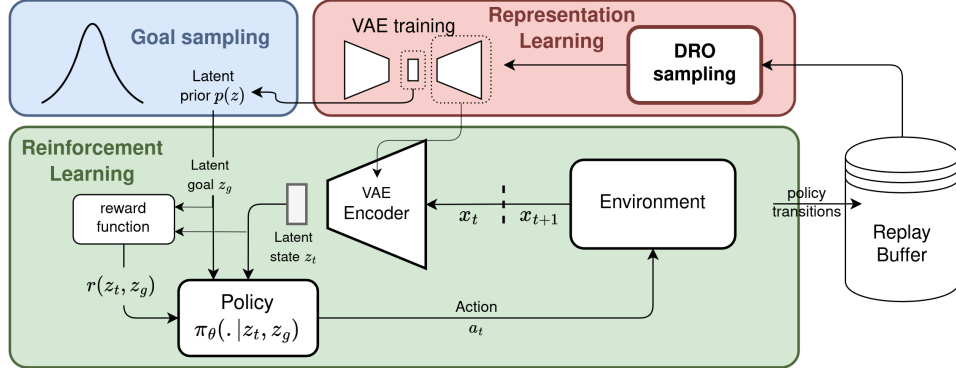 Goal sampling
Latent
prior p(z)
VAE training
Representation
Learning
DRO
sampling
Reinforcement
Learning
Latent
goal z_g
reward
function
r(z_t, z_g)
Latent
state z_t
VAE
Encoder
x_t
x_{t+1}
Environment
policy
transitions
Replay
Buffer
Policy
π_θ(. |z_t, z_g)
Action
a_t